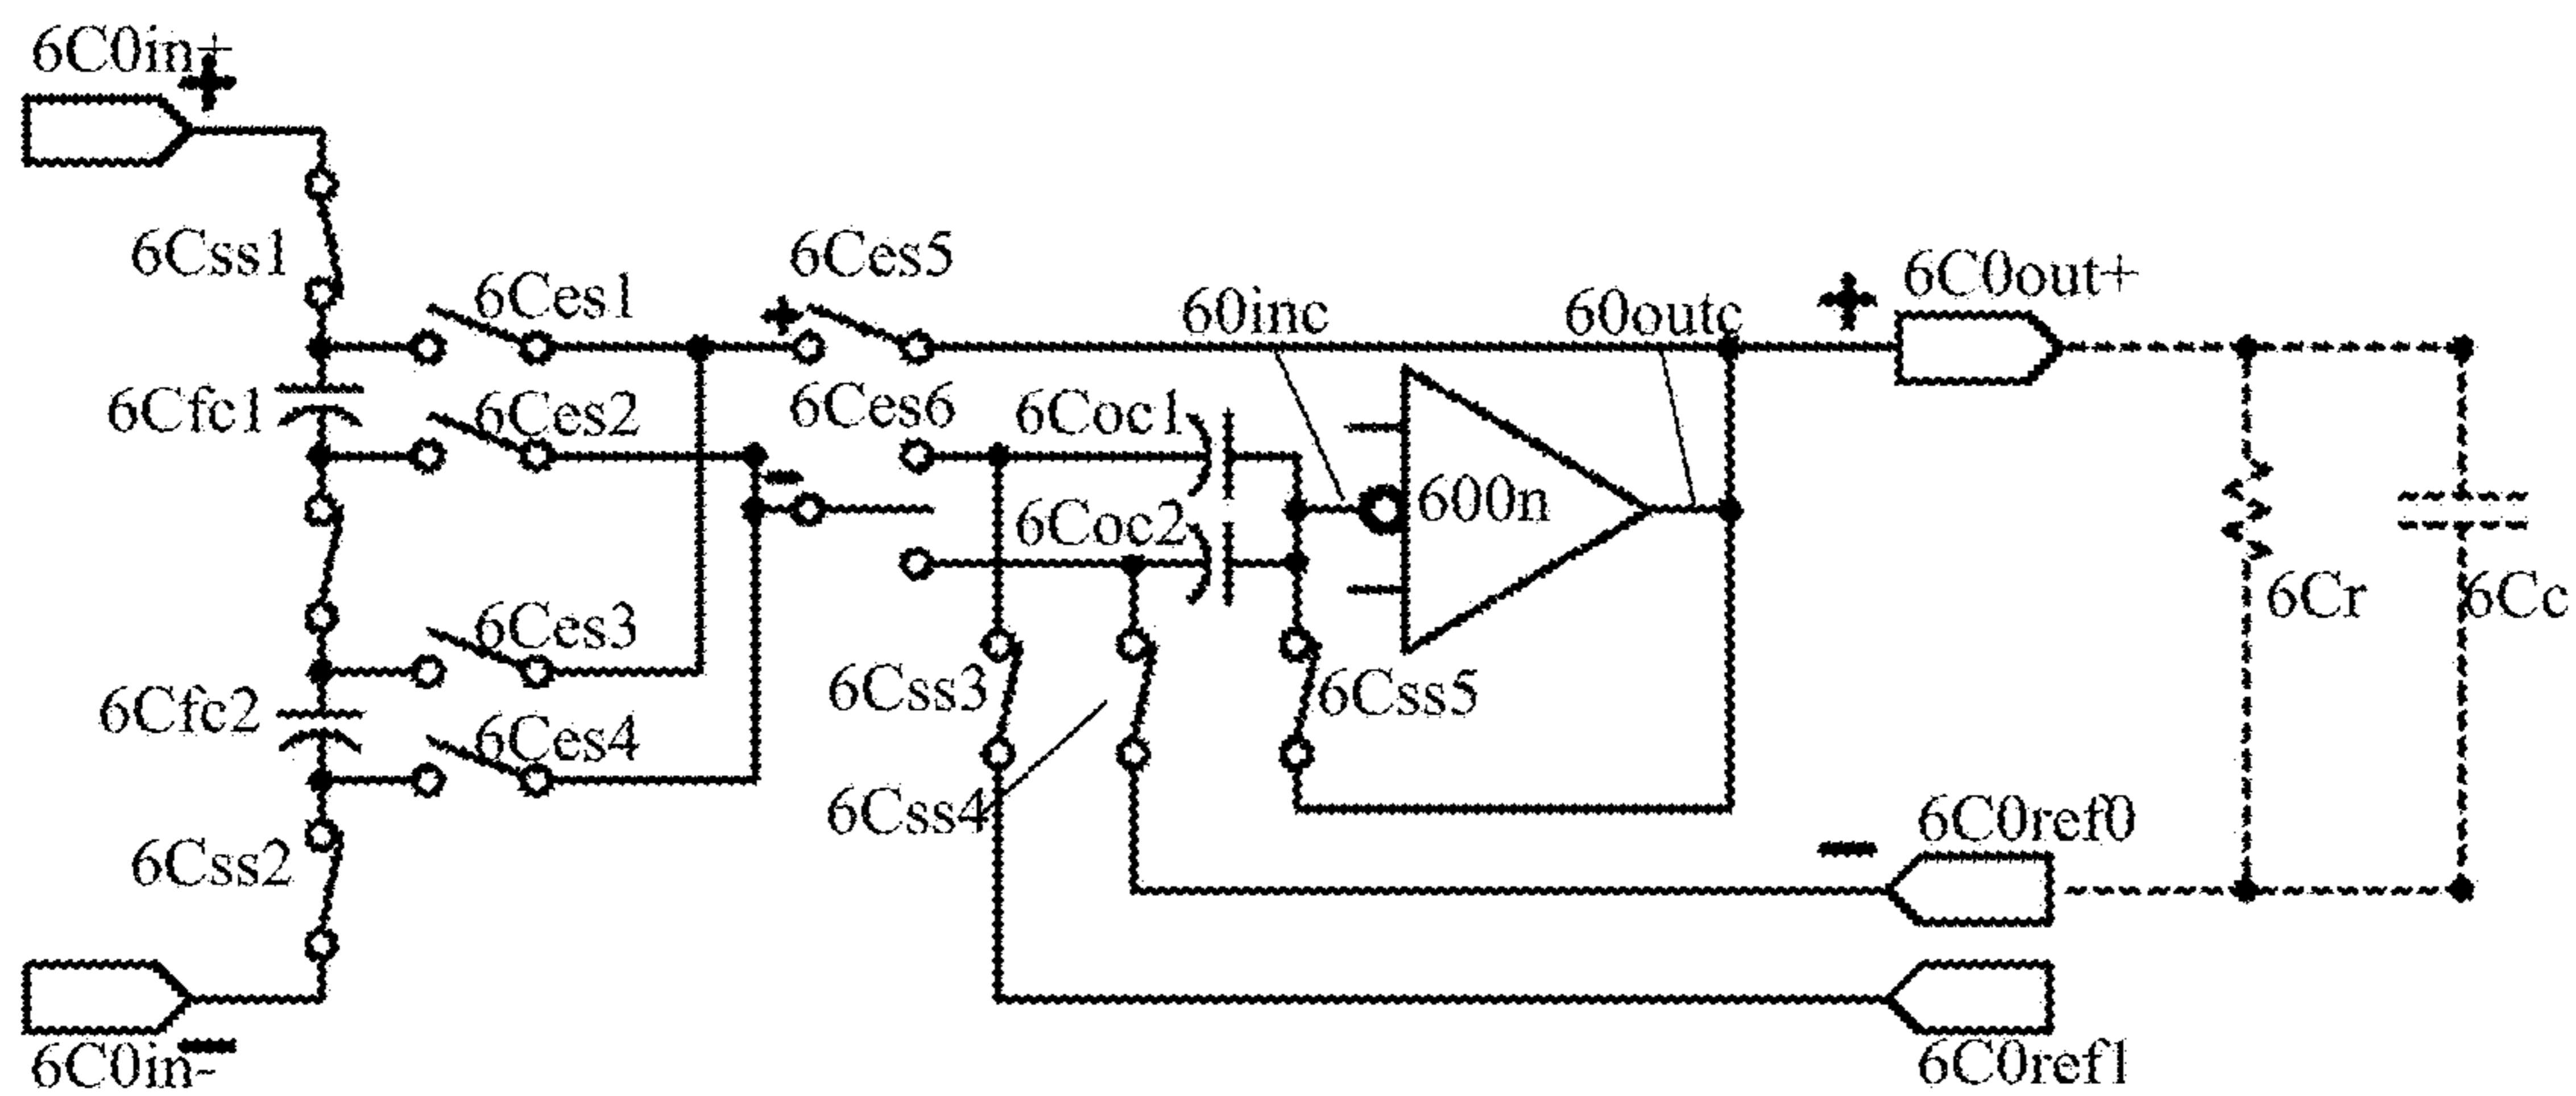 6C0in+
+
6Css1
6Ces1
6Ces5
+
60inc
60outc
+
6C0out+
6Cfc1
6Ces2
6Ces6
6Coc1
-
600n
6Coc2
6Cr
6Cc
6Ces3
6Css3
6Css5
6Cfc2
6Ces4
6Css4
6Css2
-
6C0ref0
6C0in-
-
6C0ref1